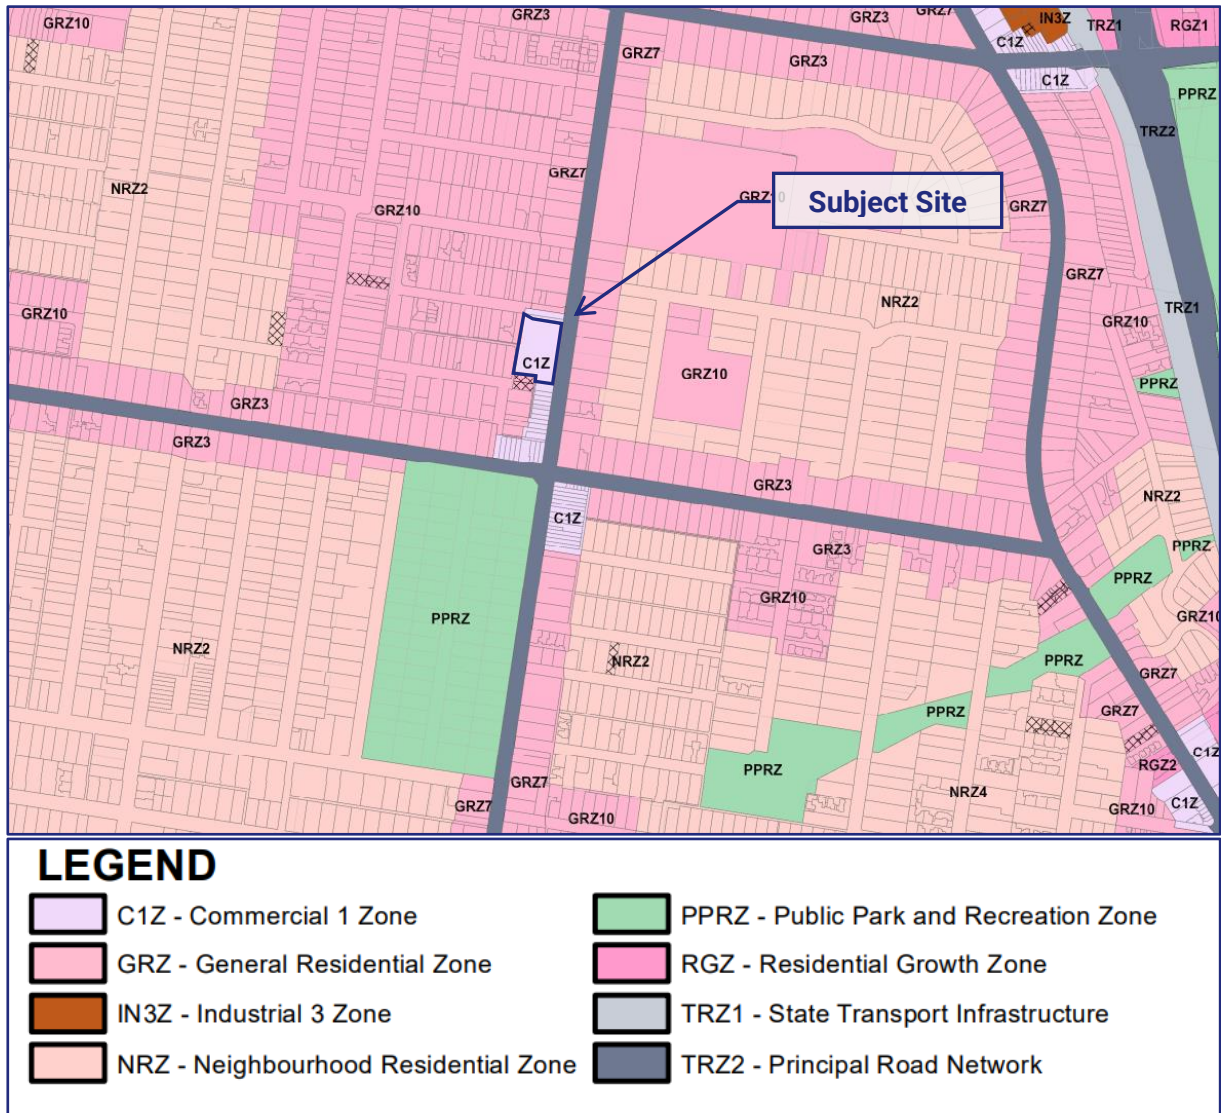 GRZ10
GRZ3
GRZ3
GRZ7
IN3Z
TRZ1
RGZ1
C1Z
GRZ7
GRZ3
C1Z
PPRZ
TRZ2
GRZ7
NRZ2
GRZ10
GRZ10
Subject Site
GRZ7
GRZ7
NRZ2
TRZ1
GRZ10
GRZ10
C1Z
GRZ10
PPRZ
GRZ3
GRZ3
GRZ3
NRZ2
C1Z
PPRZ
GRZ3
PPRZ
GRZ10
PPRZ
GRZ10
NRZ2
NRZ2
PPRZ
GRZ7
PPRZ
GRZ7
C1Z
RGZ2
PPRZ
GRZ7
NRZ4
GRZ7
C1Z
GRZ10
GRZ10
LEGEND
C1Z - Commercial 1 Zone
GRZ - General Residential Zone
IN3Z - Industrial 3 Zone
NRZ - Neighbourhood Residential Zone
PPRZ - Public Park and Recreation Zone
RGZ - Residential Growth Zone
TRZ1 - State Transport Infrastructure
TRZ2 - Principal Road Network